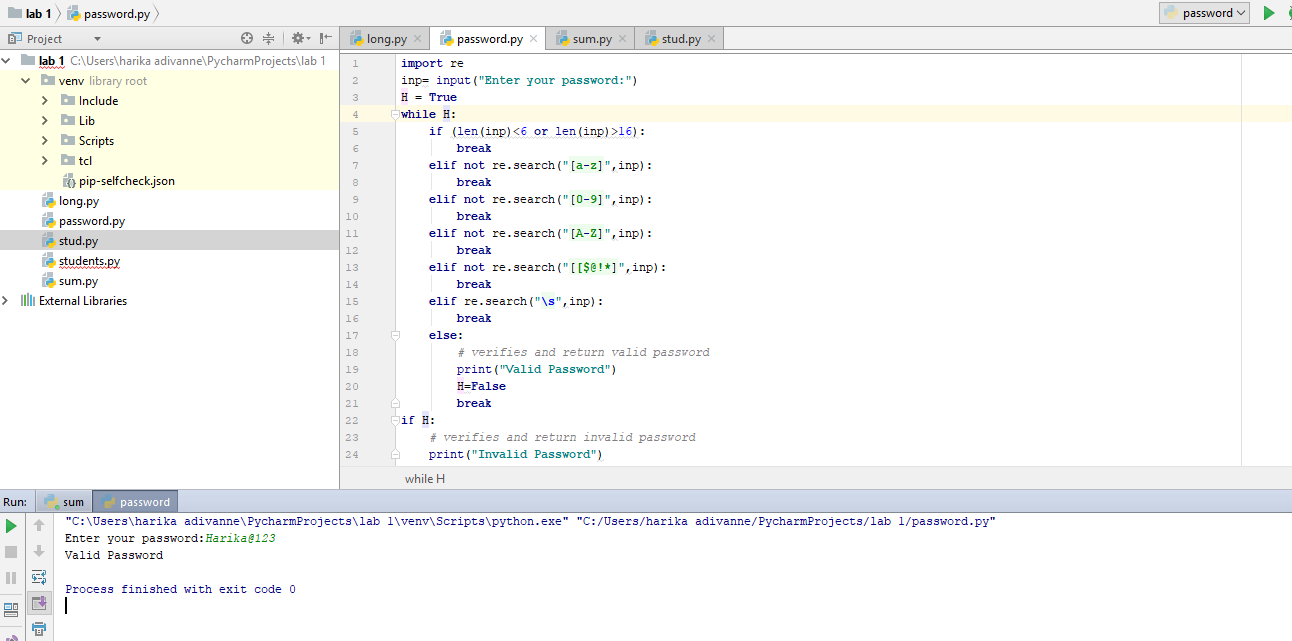 lab 1 password.py password
Project
long.py password.py sum.py stud.py
lab 1 C:\Users\harika adivanne\PycharmProjects\lab 1
venv library root
Include
Lib
Scripts
tcl
pip-selfcheck.json
long.py
password.py
stud.py
students.py
sum.py
External Libraries
1 import re
2 inp= input("Enter your password:")
3 H = True
4 while H:
5 if (len(inp)<6 or len(inp)>16):
6 break
7 elif not re.search("[a-z]",inp):
8 break
9 elif not re.search("[0-9]",inp):
10 break
11 elif not re.search("[A-Z]",inp):
12 break
13 elif not re.search("[[$@!*]",inp):
14 break
15 elif re.search("\s",inp):
16 break
17 else:
18 # verifies and return valid password
19 print("Valid Password")
20 H=False
21 break
22 if H:
23 # verifies and return invalid password
24 print("Invalid Password")
while H
Run: sum password
"C:\Users\harika adivanne\PycharmProjects\lab 1\venv\Scripts\python.exe" "C:/Users/harika adivanne/PycharmProjects/lab 1/password.py"
Enter your password:Harika@123
Valid Password
Process finished with exit code 0